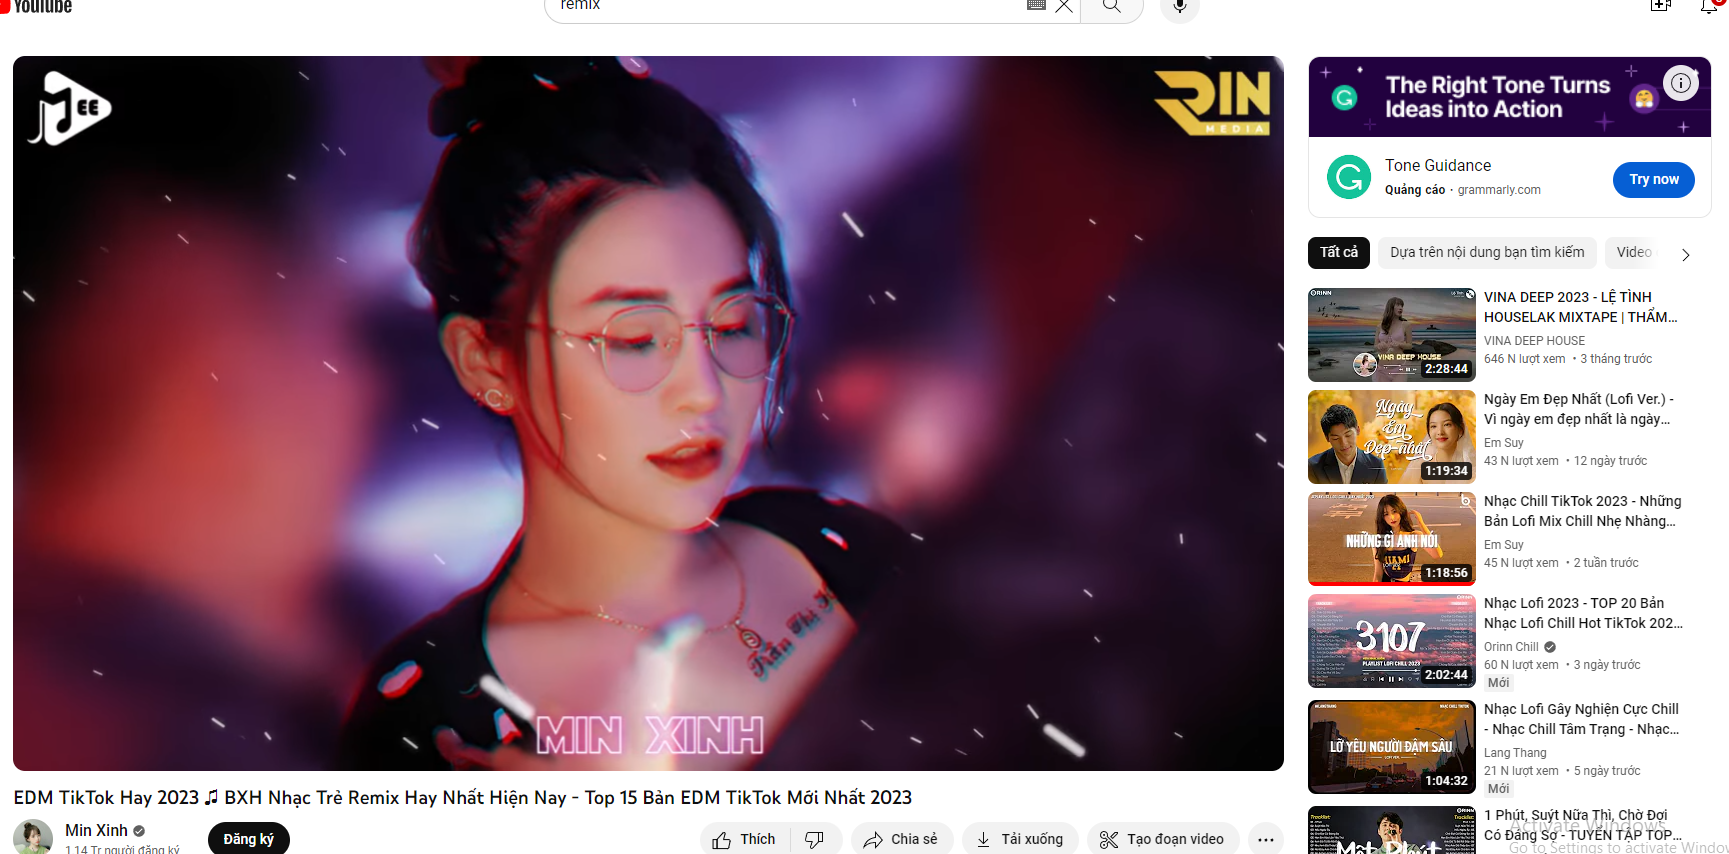 YouTube
remix
JEE
RIN
MEDIA
MIN XINH
EDM TikTok Hay 2023 🎵 BXH Nhạc Trẻ Remix Hay Nhất Hiện Nay - Top 15 Bản EDM TikTok Mới Nhất 2023
Min Xinh
1,14 Tr người đăng ký
Đăng ký
Thích
Chia sẻ
Tải xuống
Tạo đoạn video
The Right Tone Turns
Ideas into Action
Tone Guidance
Quảng cáo · grammarly.com
Try now
Tất cả
Dựa trên nội dung bạn tìm kiếm
Video
ORINN
VINA DEEP HOUSE
2:28:44
VINA DEEP 2023 - LỆ TÌNH
HOUSELAK MIXTAPE | THẨM...
VINA DEEP HOUSE
646 N lượt xem • 3 tháng trước
Ngày
Em
Đẹp nhất
1:19:34
Ngày Em Đẹp Nhất (Lofi Ver.) -
Vì ngày em đẹp nhất là ngày...
Em Suy
43 N lượt xem • 12 ngày trước
NHỮNG GÌ ANH NÓI
1:18:56
Nhạc Chill TikTok 2023 - Những
Bản Lofi Mix Chill Nhẹ Nhàng...
Em Suy
45 N lượt xem • 2 tuần trước
ORINN
3107
PLAYLIST LOFI CHILL 2023
2:02:44
Nhạc Lofi 2023 - TOP 20 Bản
Nhạc Lofi Chill Hot TikTok 202...
Orinn Chill
60 N lượt xem • 3 ngày trước
Mới
LỠ YÊU NGƯỜI ĐẬM SÂU
1:04:32
Nhạc Lofi Gây Nghiện Cực Chill
- Nhạc Chill Tâm Trạng - Nhạc...
Lang Thang
21 N lượt xem • 5 ngày trước
Mới
ORINN
Một Phút
1 Phút, Suýt Nữa Thì, Chờ Đợi
Có Đáng Sợ - TUYỂN TẬP TOP...
Activate Windows
Go to Settings to activate Windows